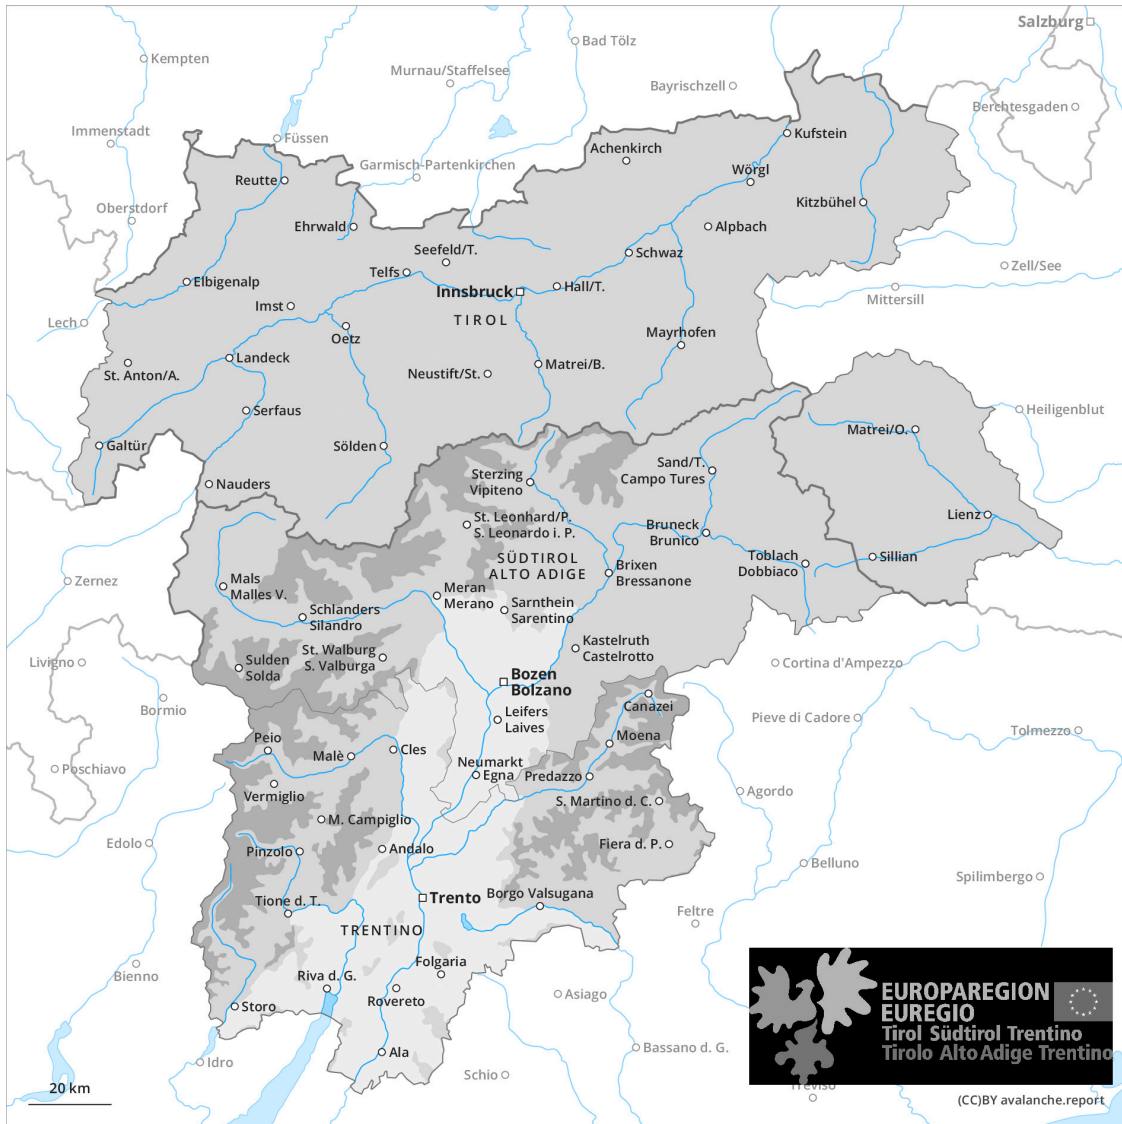 Salzburg
Bad Tölz
Kempten
Murnau/Staffelsee
Bayrischzell
Berchtesgaden
Immenstadt
Füssen
Kufstein
Achenkirch
Garmisch-Partenkirchen
Wörgl
Reutte
Kitzbühel
Oberstdorf
Ehrwald
Alpbach
Seefeld/T.
Schwaz
Telfs
Zell/See
Elbigenalp
Hall/T.
Innsbruck
Mittersill
Imst
TIROL
Lech
Oetz
Mayrhofen
Landeck
Matrei/B.
St. Anton/A.
Neustift/St.
Serfaus
Heiligenblut
Matrei/O.
Galtür
Sölden
Sand/T.
Campo Tures
Sterzing
Vipiteno
Nauders
St. Leonhard/P.
S. Leonardo i. P.
Lienz
Bruneck
Brunico
SÜDTIROL
ALTO ADIGE
Toblach
Dobbiaco
Sillian
Brixen
Bressanone
Zernez
Mals
Malles V.
Meran
Merano
Sarnthein
Sarentino
Schlanders
Silandro
Kastelruth
Castelrotto
St. Walburg
S. Valburga
Livigno
Sulden
Solda
Cortina d'Ampezzo
Bozen
Bolzano
Bormio
Canazei
Leifers
Laives
Pieve di Cadore
Tolmezzo
Peio
Moena
Malè
Cles
Neumarkt
Egna
Poschiavo
Predazzo
Vermiglio
Agordo
S. Martino d. C.
M. Campiglio
Edolo
Fiera d. P.
Pinzolo
Andalo
Belluno
Spilimbergo
Borgo Valsugana
Tione d. T.
Trento
Feltre
TRENTINO
Folgaria
Bienno
Riva d. G.
Rovereto
Asiago
Storo
EUROPAREGION
EUREGIO
Tirol Südtirol Trentino
Tirolo Alto Adige Trentino
Ala
Idro
Bassano d. G.
Schio
Treviso
20 km
(CC)BY avalanche.report